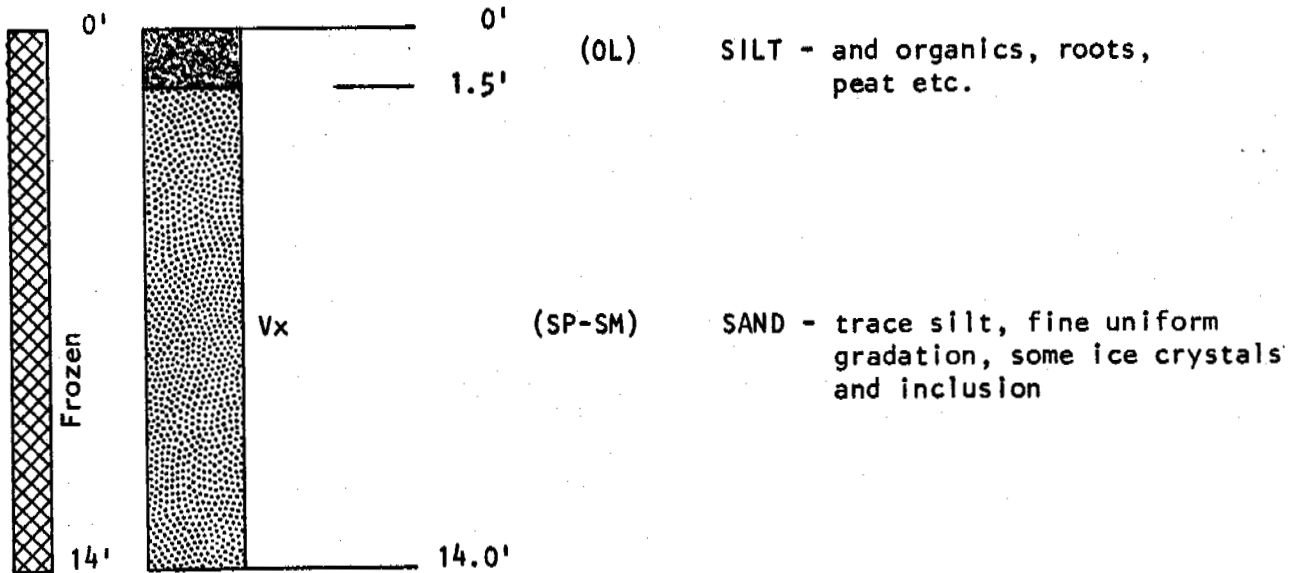 0' 0'
(OL) SILT - and organics, roots,
1.5' peat etc.
Vx (SP-SM) SAND - trace silt, fine uniform
gradation, some ice crystals
and inclusion
Frozen
14' 14.0'